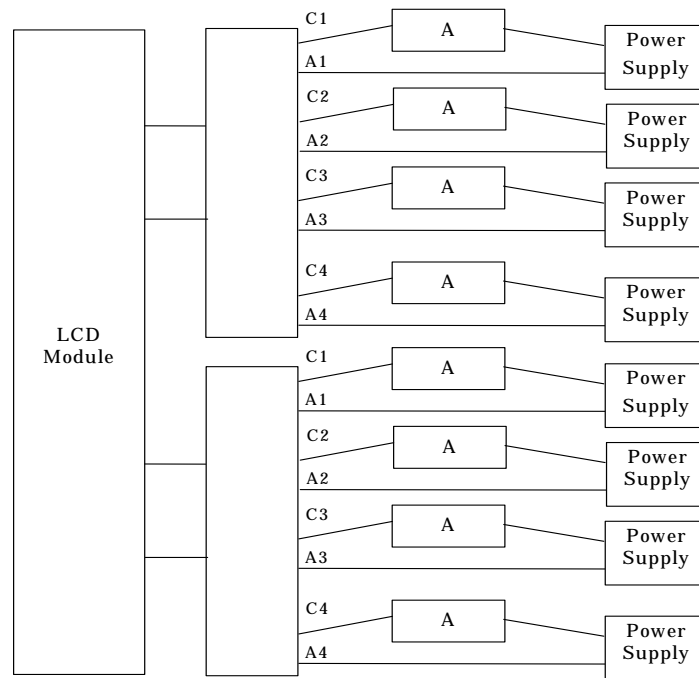 C1
A
Power
Supply
A1
C2
A
Power
Supply
A2
C3
A
Power
Supply
A3
C4
A
Power
Supply
A4
LCD
Module
C1
A
Power
Supply
A1
C2
A
Power
Supply
A2
C3
A
Power
Supply
A3
C4
A
Power
Supply
A4